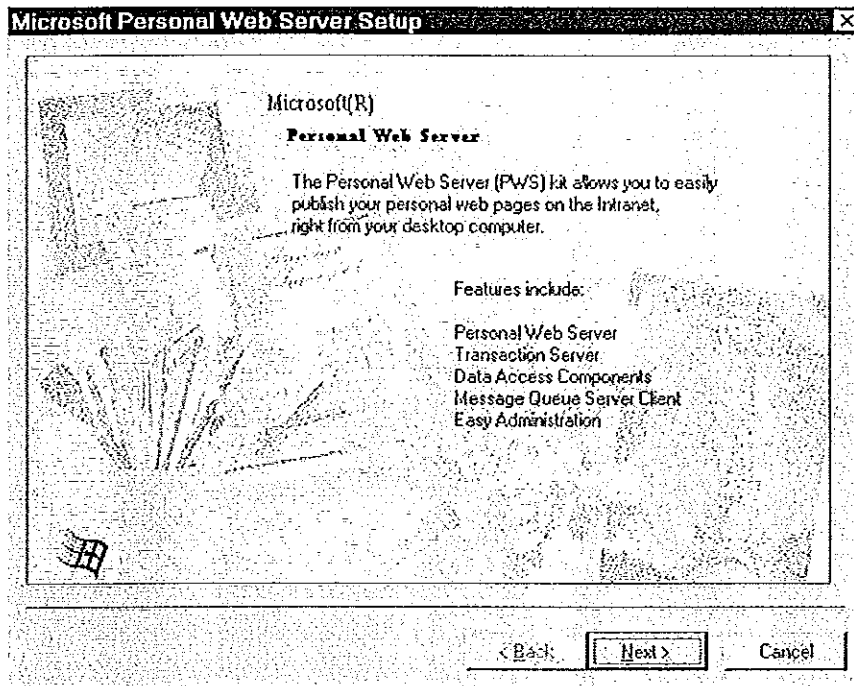 Microsoft Personal Web Server Setup
Microsoft(R)
Personal Web Server
The Personal Web Server (PWS) kit allows you to easily
publish your personal web pages on the Intranet,
right from your desktop computer.
Features include:
Personal Web Server
Transaction Server
Data Access Components
Message Queue Server Client
Easy Administration
< Back
Next >
Cancel